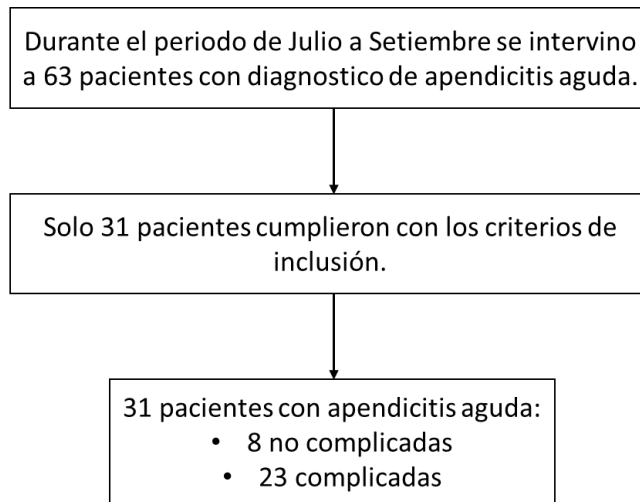 Durante el periodo de Julio a Setiembre se intervino
a 63 pacientes con diagnostico de apendicitis aguda.
Solo 31 pacientes cumplieron con los criterios de
inclusión.
31 pacientes con apendicitis aguda:
• 8 no complicadas
• 23 complicadas